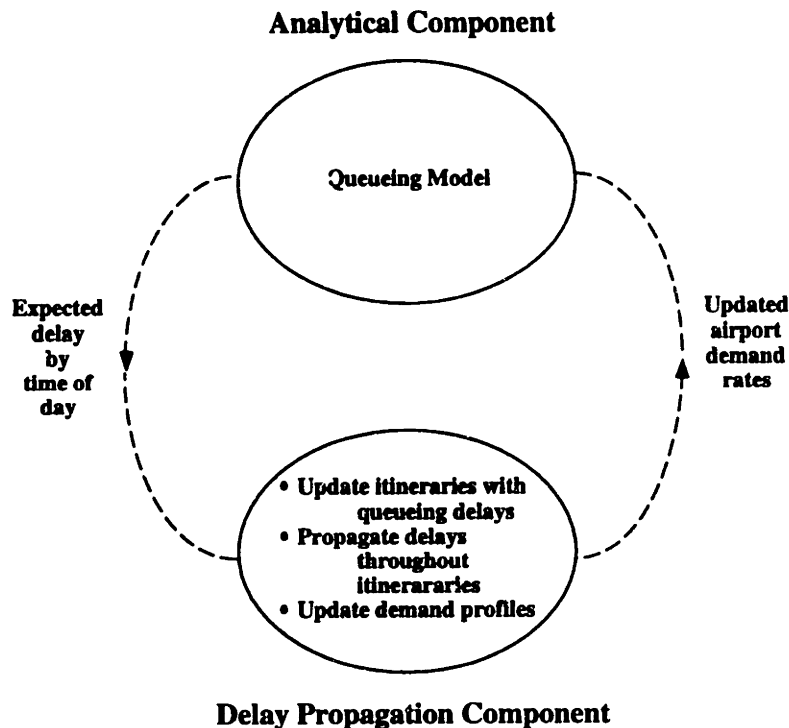 Analytical Component
Queueing Model
Expected
delay
by
time of
day
Updated
airport
demand
rates
• Update itineraries with
queueing delays
• Propagate delays
throughout
itinerararies
• Update demand profiles
Delay Propagation Component